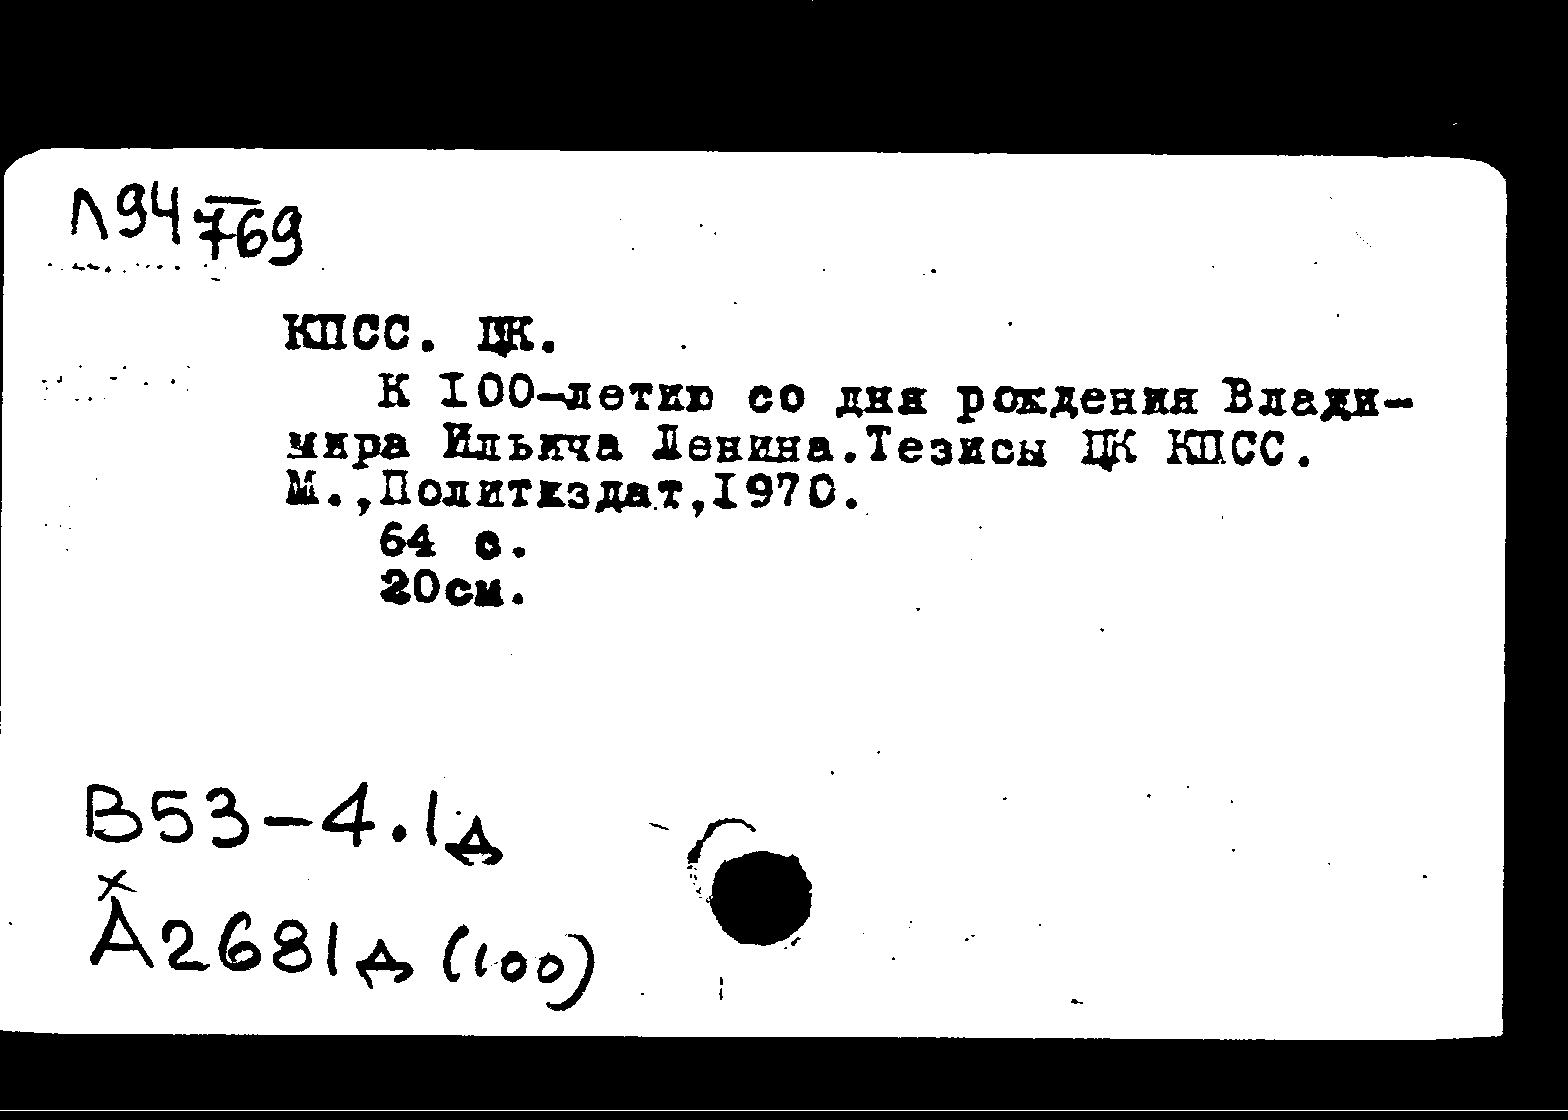 Л94 769
КПСС. ЦК.
К 100-летию со дня рождения Влади-
мира Ильича Ленина.Тезисы ЦК КПСС.
М.,Политиздат,1970.
64 с.
20см.
В53-4.1д
х
А2681д (100)